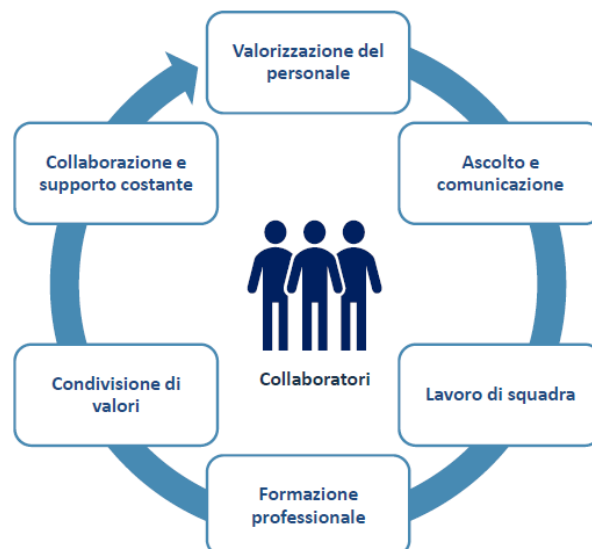 Valorizzazione del
personale
Ascolto e
comunicazione
Lavoro di squadra
Formazione
professionale
Condivisione di
valori
Collaborazione e
supporto costante
Collaboratori